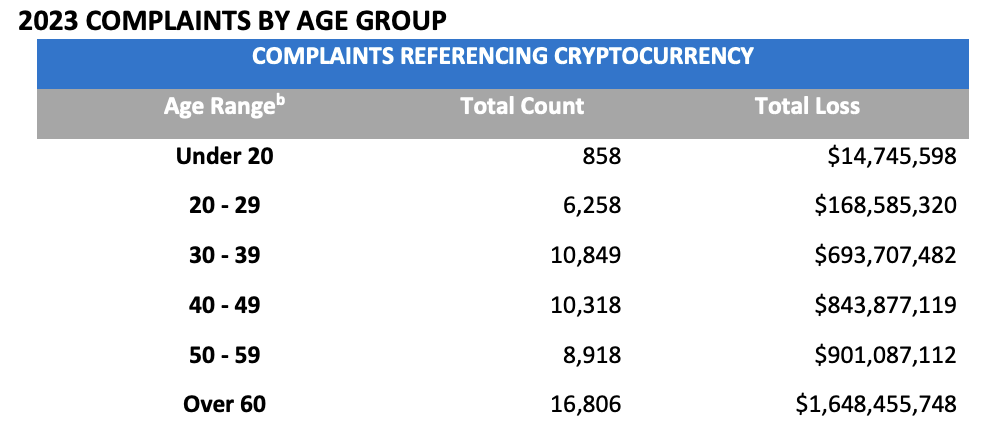 2023 COMPLAINTS BY AGE GROUP
COMPLAINTS REFERENCING CRYPTOCURRENCY
Age Rangeᵇ Total Count Total Loss
Under 20 858 $14,745,598
20 - 29 6,258 $168,585,320
30 - 39 10,849 $693,707,482
40 - 49 10,318 $843,877,119
50 - 59 8,918 $901,087,112
Over 60 16,806 $1,648,455,748